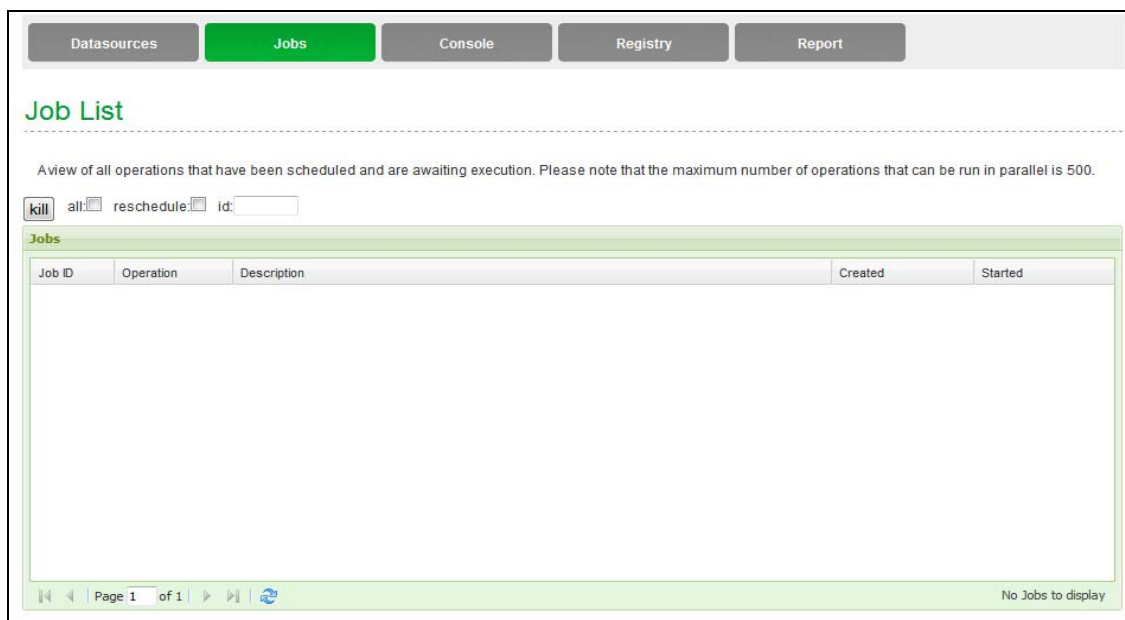 Datasources Jobs Console Registry Report
Job List
A view of all operations that have been scheduled and are awaiting execution. Please note that the maximum number of operations that can be run in parallel is 500.
kill all: reschedule: id:
Jobs
Job ID Operation Description Created Started
Page 1 of 1 No Jobs to display